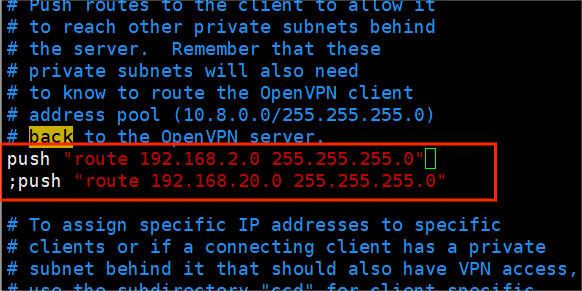 # Push routes to the client to allow it
# to reach other private subnets behind
# the server.  Remember that these
# private subnets will also need
# to know to route the OpenVPN client
# address pool (10.8.0.0/255.255.255.0)
# back to the OpenVPN server.
push "route 192.168.2.0 255.255.255.0"
;push "route 192.168.20.0 255.255.255.0"
# To assign specific IP addresses to specific
# clients or if a connecting client has a private
# subnet behind it that should also have VPN access,
# use the subdirectory "ccd" for client-specific